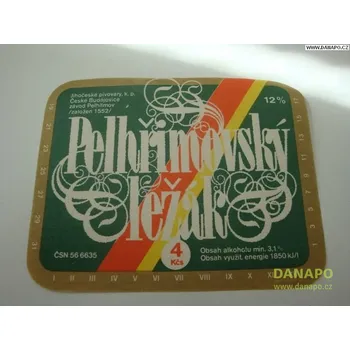 WWW.DANAPO.CZ
Jihočeské pivovary, k. p.
České Budějovice
závod Pelhřimov
/založen 1552/
12%
Pelhřimovský
ležák
4
Kčs
ČSN 56 6635
Obsah alkoholu min. 3,1%
Obsah využit. energie 1850 kJ/l
I II III IV V VI VII VIII IX X
DANAPO
www.danapo.cz